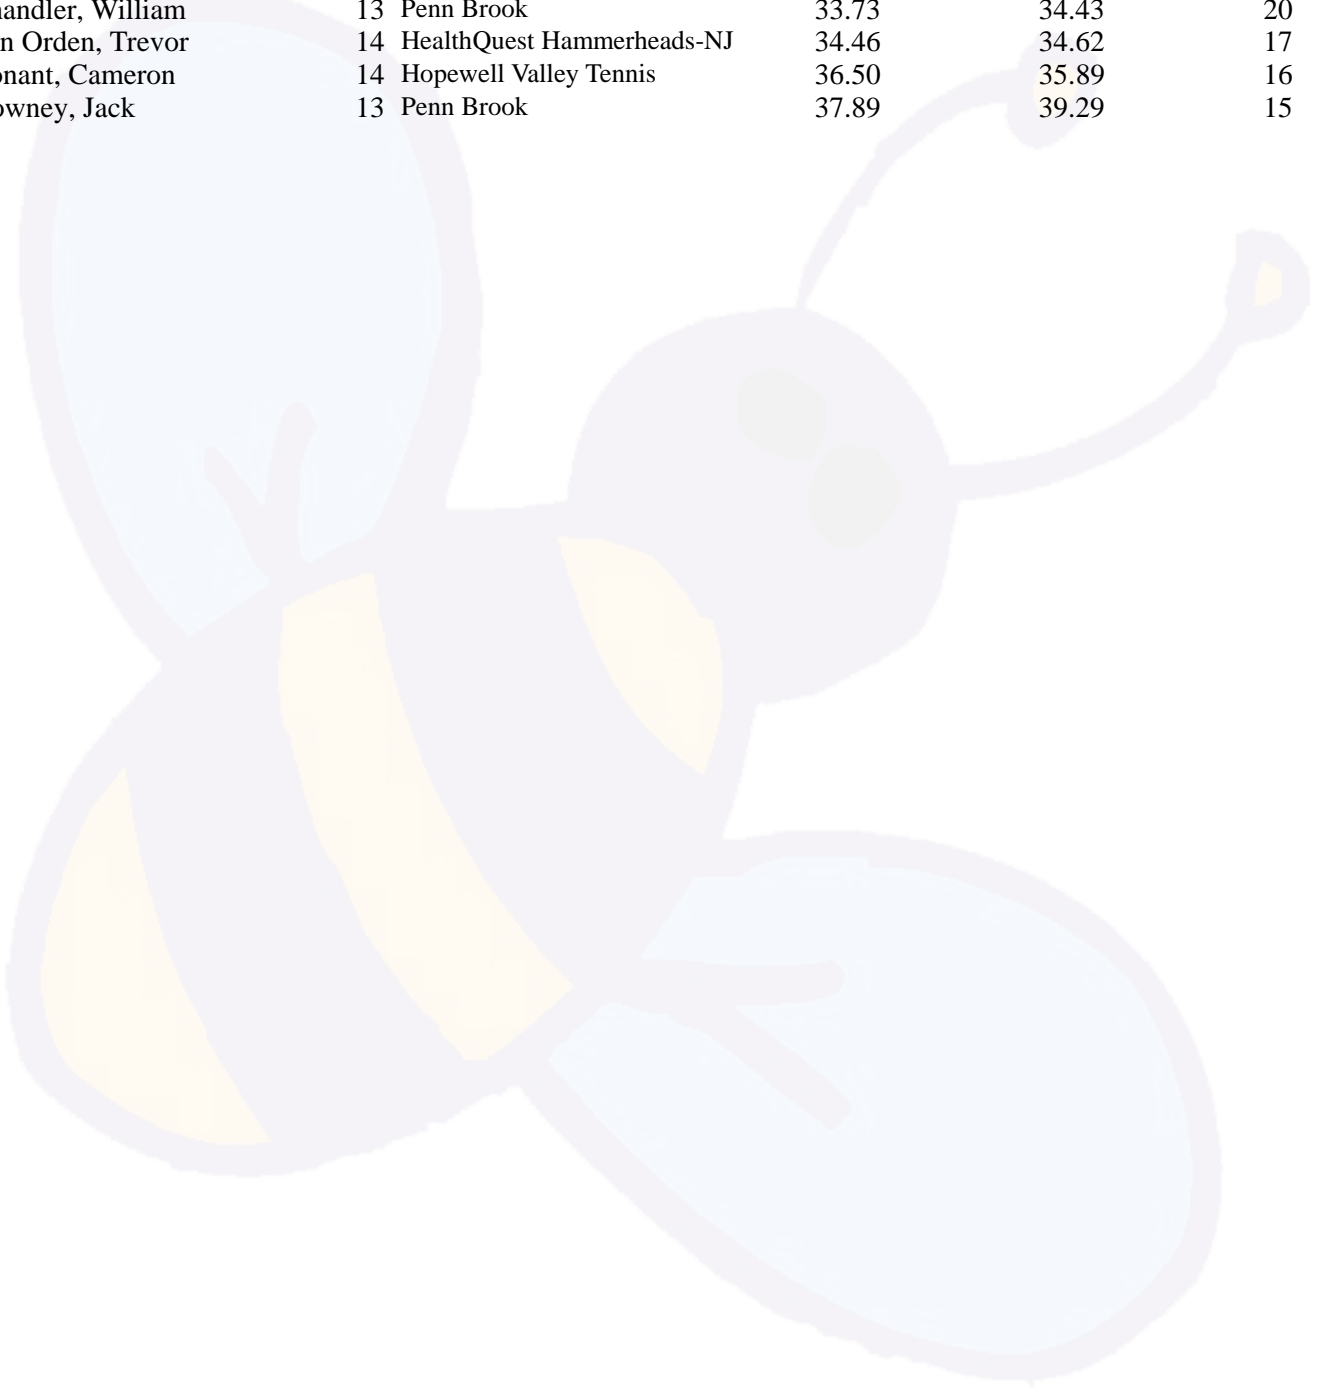 handler, William 13 Penn Brook 33.73 34.43 20
n Orden, Trevor 14 HealthQuest Hammerheads-NJ 34.46 34.62 17
onant, Cameron 14 Hopewell Valley Tennis 36.50 35.89 16
owney, Jack 13 Penn Brook 37.89 39.29 15